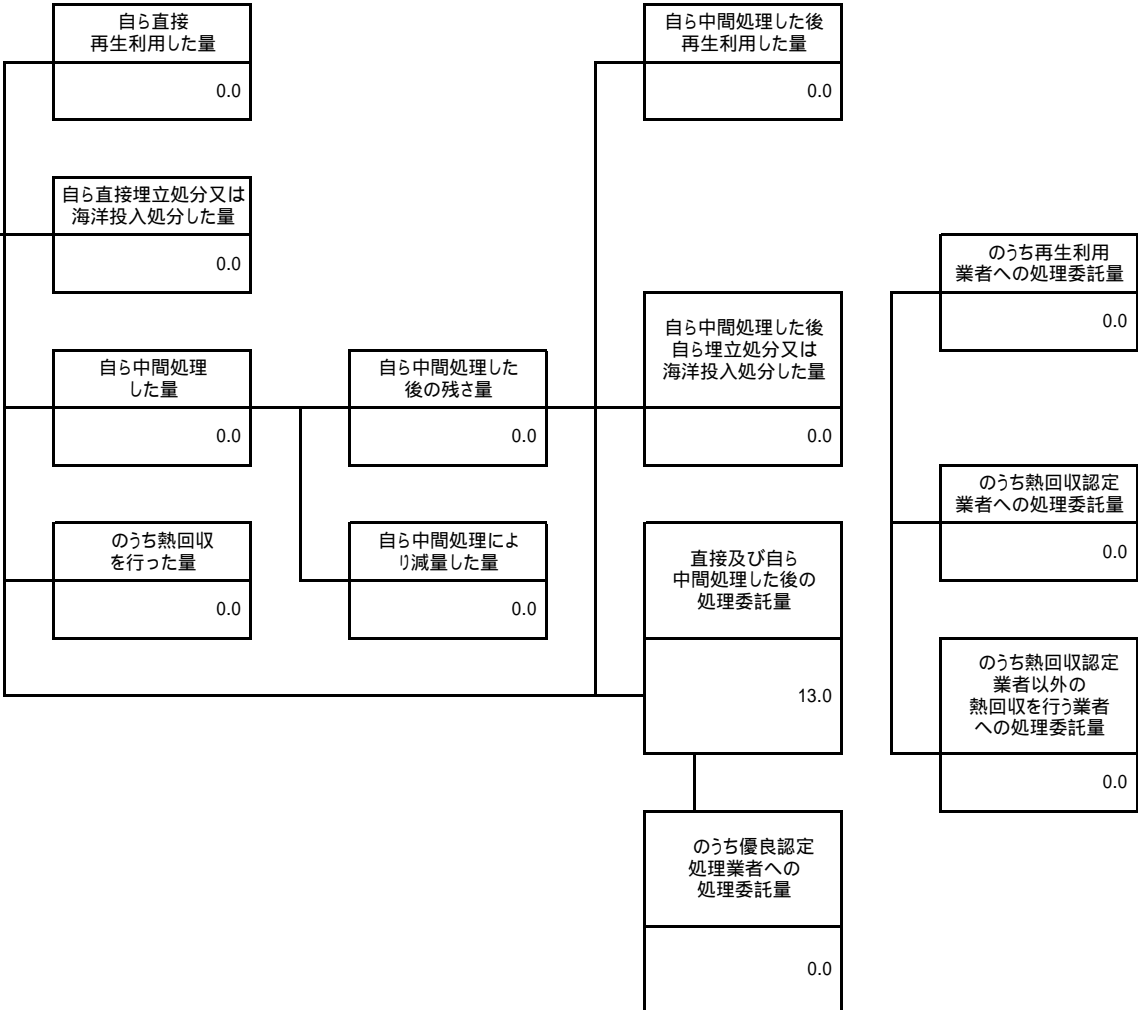 自ら直接
再生利用した量
0.0
自ら中間処理した後
再生利用した量
0.0
自ら直接埋立処分又は
海洋投入処分した量
0.0
のうち再生利用
業者への処理委託量
0.0
自ら中間処理した後
自ら埋立処分又は
海洋投入処分した量
0.0
自ら中間処理
した量
0.0
自ら中間処理した
後の残さ量
0.0
のうち熱回収認定
業者への処理委託量
0.0
のうち熱回収
を行った量
0.0
自ら中間処理によ
り減量した量
0.0
直接及び自ら
中間処理した後の
処理委託量
13.0
のうち熱回収認定
業者以外の
熱回収を行う業者
への処理委託量
0.0
のうち優良認定
処理業者への
処理委託量
0.0